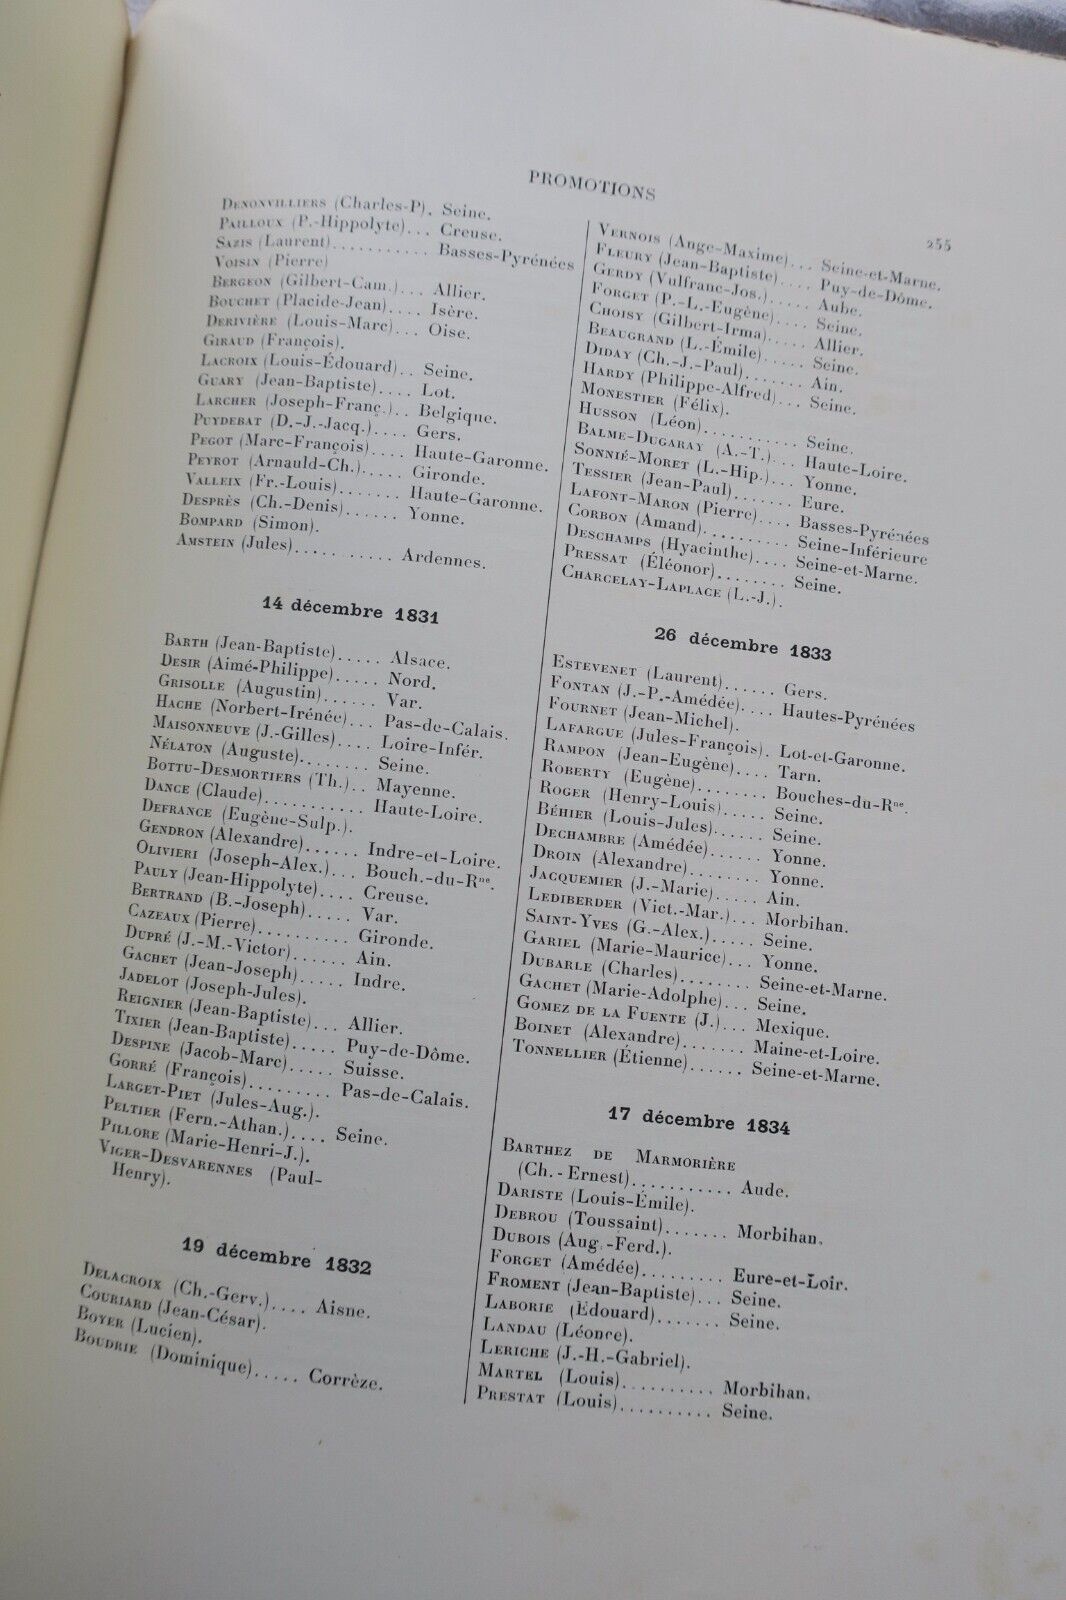 PROMOTIONS
255
DENONVILLIERS (Charles-P). Seine.
PAILLOUX (P.-Hippolyte)... Creuse.
SAZIS (Laurent).......... Basses-Pyrénées
VOISIN (Pierre)
BERGEON (Gilbert-Cam.)... Allier.
BOUCHET (Placide-Jean).... Isère.
DERIVIÈRE (Louis-Marc).... Oise.
GIRAUD (François).
LACROIX (Louis-Édouard).. Seine.
GUARY (Jean-Baptiste).... Lot.
LARCHER (Joseph-Franç.).. Belgique.
PUYDEBAT (D.-J.-Jacq.).... Gers.
PEGOT (Marc-François).... Haute-Garonne.
PEYROT (Arnauld-Ch.)..... Gironde.
VALLEIX (Fr.-Louis)....... Haute-Garonne.
DESPRÈS (Ch.-Denis)...... Yonne.
BOMPARD (Simon).
AMSTEIN (Jules).......... Ardennes.
14 décembre 1831
BARTH (Jean-Baptiste)..... Alsace.
DESIR (Aimé-Philippe)..... Nord.
GRISOLLE (Augustin)...... Var.
HACHE (Norbert-Irénée)... Pas-de-Calais.
MAISONNEUVE (J.-Gilles).... Loire-Infér.
NÉLATON (Auguste)........ Seine.
BOTTU-DESMORTIERS (Th.).. Mayenne.
DANCE (Claude).......... Haute-Loire.
DEFRANCE (Eugène-Sulp.).
GENDRON (Alexandre)...... Indre-et-Loire.
OLIVIERI (Joseph-Alex.).... Bouch.-du-Rne.
PAULY (Jean-Hippolyte).... Creuse.
BERTRAND (B.-Joseph)..... Var.
CAZEAUX (Pierre).......... Gironde.
DUPRÉ (J.-M.-Victor)...... Ain.
GACHET (Jean-Joseph)..... Indre.
JADELOT (Joseph-Jules).
REIGNIER (Jean-Baptiste)... Allier.
TIXIER (Jean-Baptiste)..... Puy-de-Dôme.
DESPINE (Jacob-Marc)..... Suisse.
GORRÉ (François)......... Pas-de-Calais.
LARGET-PIET (Jules-Aug.).
PELTIER (Fern.-Athan.).... Seine.
PILLORE (Marie-Henri-J.).
VIGER-DESVARENNES (Paul-
Henry).
19 décembre 1832
DELACROIX (Ch.-Gerv.).... Aisne.
COURIARD (Jean-César).
BOYER (Lucien).
BOUDRIE (Dominique)..... Corrèze.
VERNOIS (Ange-Maxime)... Seine-et-Marne.
FLEURY (Jean-Baptiste).... Puy-de-Dôme.
GERDY (Vulfranc-Jos.)..... Aube.
FORGET (P.-L.-Eugène).... Seine.
CHOISY (Gilbert-Irma)..... Allier.
BEAUGRAND (L.-Émile)..... Seine.
DIDAY (Ch.-J.-Paul)....... Ain.
HARDY (Philippe-Alfred)... Seine.
MONESTIER (Félix).
HUSSON (Léon)........... Seine.
BALME-DUGARAY (A.-T.)... Haute-Loire.
SONNIÉ-MORET (L.-Hip.)... Yonne.
TESSIER (Jean-Paul)....... Eure.
LAFONT-MARON (Pierre).... Basses-Pyrénées
CORBON (Amand)......... Seine-Inférieure
DESCHAMPS (Hyacinthe).... Seine-et-Marne.
PRESSAT (Éléonor)........ Seine.
CHARCELAY-LAPLACE (L.-J.).
26 décembre 1833
ESTEVENET (Laurent)...... Gers.
FONTAN (J.-P.-Amédée).... Hautes-Pyrénées
FOURNET (Jean-Michel).
LAFARGUE (Jules-François). Lot-et-Garonne.
RAMPON (Jean-Eugène).... Tarn.
ROBERTY (Eugène)........ Bouches-du-Rne.
ROGER (Henry-Louis)..... Seine.
BÉHIER (Louis-Jules)...... Seine.
DECHAMBRE (Amédée)..... Yonne.
DROIN (Alexandre)........ Yonne.
JACQUEMIER (J.-Marie)..... Ain.
LEDIBERDER (Vict.-Mar.)... Morbihan.
SAINT-YVES (G.-Alex.)..... Seine.
GARIEL (Marie-Maurice)... Yonne.
DUBARLE (Charles)........ Seine-et-Marne.
GACHET (Marie-Adolphe)... Seine.
GOMEZ DE LA FUENTE (J.)... Mexique.
BOINET (Alexandre)....... Maine-et-Loire.
TONNELLIER (Étienne)...... Seine-et-Marne.
17 décembre 1834
BARTHEZ DE MARMORIÈRE
(Ch.-Ernest)........... Aude.
DARISTE (Louis-Émile).
DEBROU (Toussaint)....... Morbihan.
DUBOIS (Aug.-Ferd.).
FORGET (Amédée)......... Eure-et-Loir.
FROMENT (Jean-Baptiste)... Seine.
LABORIE (Édouard)....... Seine.
LANDAU (Léonce).
LERICHE (J.-H.-Gabriel).
MARTEL (Louis).......... Morbihan.
PRESTAT (Louis).......... Seine.